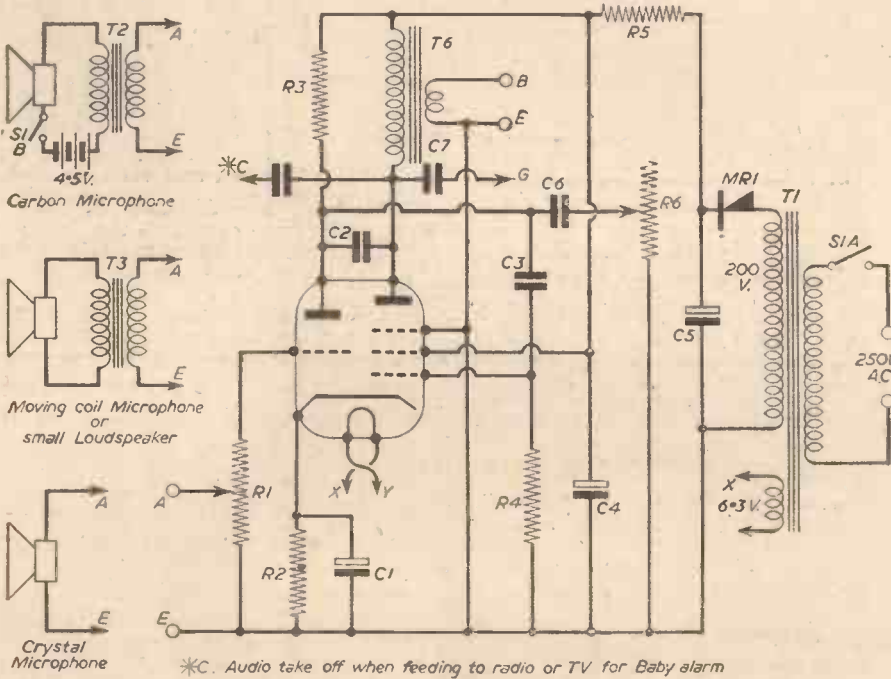 T2
A
S1
B
4·5V.
E
Carbon Microphone
T3
A
E
Moving coil Microphone
or
small Loudspeaker
A
E
Crystal
Microphone
R3
T6
B
E
✳C
C7
G
C2
C6
C3
R6
R5
MR1
T1
S1A
200
V.
C5
250V
A.C.
X
6·3V.
R1
A
X
Y
R4
C4
R2
C1
E
✳C. Audio take off when feeding to radio or TV for Baby alarm